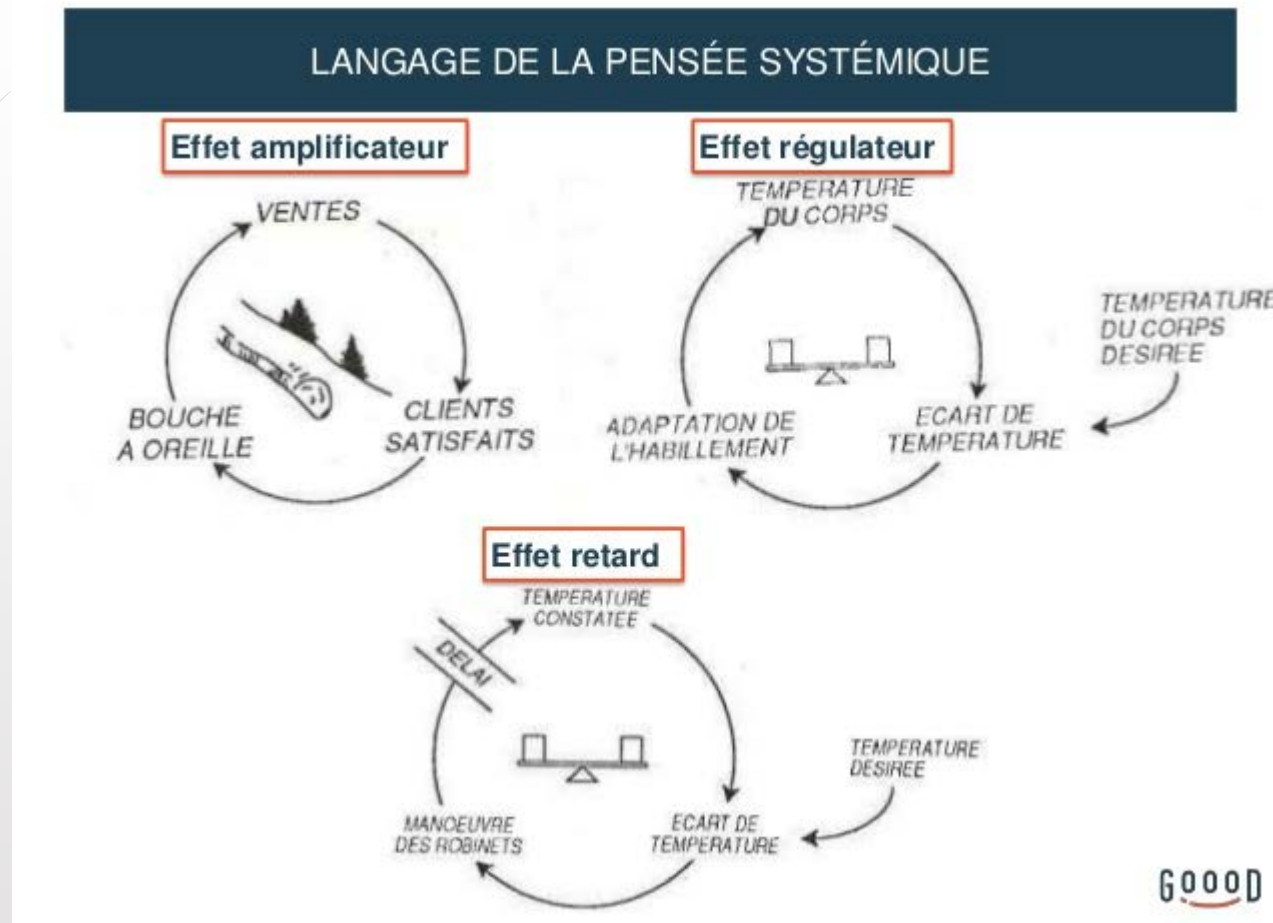 LANGAGE DE LA PENSÉE SYSTÉMIQUE
Effet amplificateur
VENTES
CLIENTS
SATISFAITS
BOUCHE
A OREILLE
Effet régulateur
TEMPERATURE
DU CORPS
TEMPERATURE
DU CORPS
DESIREE
ECART DE
TEMPERATURE
ADAPTATION DE
L'HABILLEMENT
Effet retard
TEMPERATURE
CONSTATEE
DELAI
TEMPERATURE
DESIREE
ECART DE
TEMPERATURE
MANOEUVRE
DES ROBINETS
GOOOD